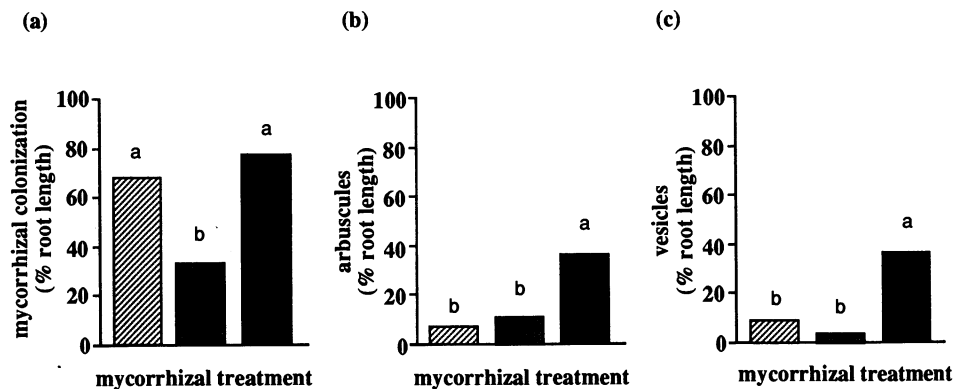 (a)
mycorrhizal colonization
(% root length)
100
80
60
40
20
0
a
b
a
mycorrhizal treatment
(b)
arbuscules
(% root length)
100
80
60
40
20
0
b
b
a
mycorrhizal treatment
(c)
vesicles
(% root length)
100
80
60
40
20
0
b
b
a
mycorrhizal treatment